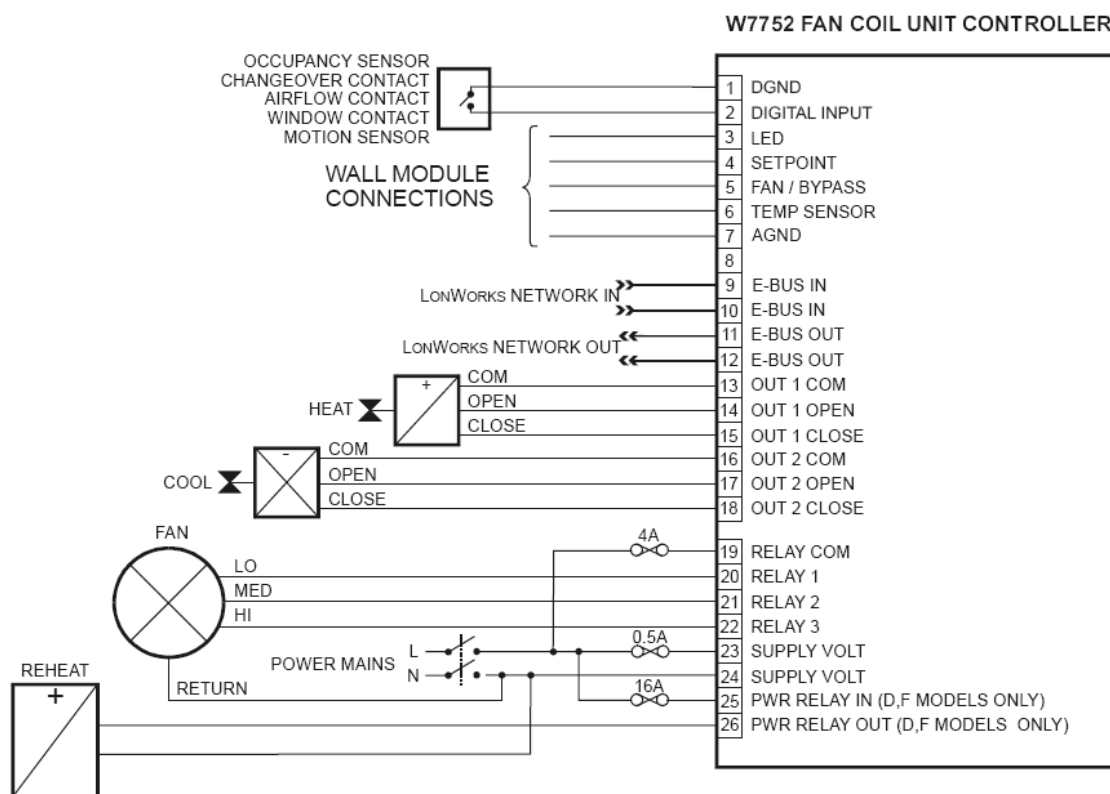 W7752 FAN COIL UNIT CONTROLLER
OCCUPANCY SENSOR
CHANGEOVER CONTACT
AIRFLOW CONTACT
WINDOW CONTACT
MOTION SENSOR
1 DGND
2 DIGITAL INPUT
WALL MODULE
CONNECTIONS
3 LED
4 SETPOINT
5 FAN / BYPASS
6 TEMP SENSOR
7 AGND
8
LONWORKS NETWORK IN
9 E-BUS IN
10 E-BUS IN
LONWORKS NETWORK OUT
11 E-BUS OUT
12 E-BUS OUT
HEAT + COM 13 OUT 1 COM
OPEN 14 OUT 1 OPEN
CLOSE 15 OUT 1 CLOSE
COOL - COM 16 OUT 2 COM
OPEN 17 OUT 2 OPEN
CLOSE 18 OUT 2 CLOSE
FAN
4A 19 RELAY COM
LO 20 RELAY 1
MED 21 RELAY 2
HI 22 RELAY 3
POWER MAINS
L 0.5A 23 SUPPLY VOLT
N 24 SUPPLY VOLT
RETURN
16A 25 PWR RELAY IN (D,F MODELS ONLY)
26 PWR RELAY OUT (D,F MODELS ONLY)
REHEAT
+